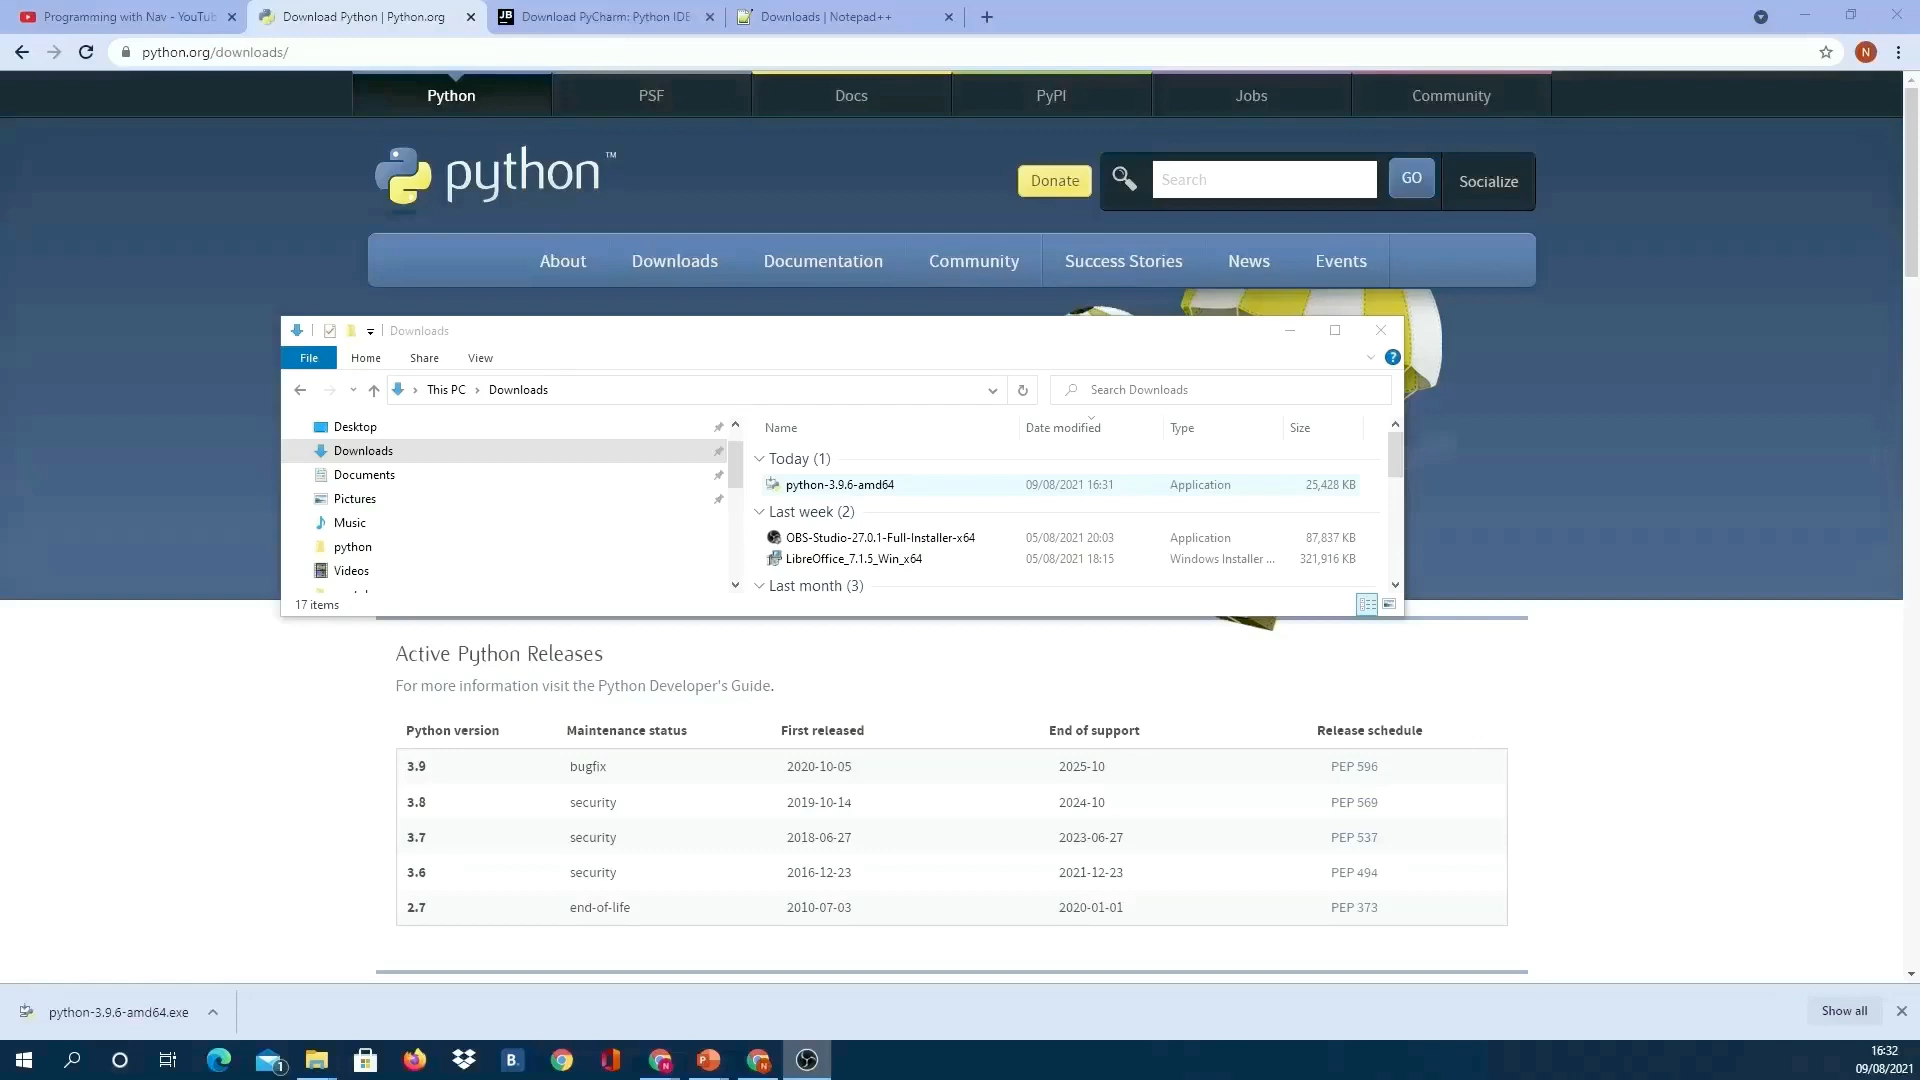 Programming with Nav - YouTub
Download Python | Python.org
Download PyCharm: Python IDE
Downloads | Notepad++
python.org/downloads/
N
Python
PSF
Docs
PyPI
Jobs
Community
python™
Donate
Search
GO
Socialize
About
Downloads
Documentation
Community
Success Stories
News
Events
Downloads
File
Home
Share
View
?
This PC
Downloads
Search Downloads
Desktop
Downloads
Documents
Pictures
Music
python
Videos
Name Date modified Type Size
Today (1)
python-3.9.6-amd64 09/08/2021 16:31 Application 25,428 KB
Last week (2)
OBS-Studio-27.0.1-Full-Installer-x64 05/08/2021 20:03 Application 87,837 KB
LibreOffice_7.1.5_Win_x64 05/08/2021 18:15 Windows Installer ... 321,916 KB
Last month (3)
17 items
Active Python Releases
For more information visit the Python Developer's Guide.
Python version Maintenance status First released End of support Release schedule
3.9 bugfix 2020-10-05 2025-10 PEP 596
3.8 security 2019-10-14 2024-10 PEP 569
3.7 security 2018-06-27 2023-06-27 PEP 537
3.6 security 2016-12-23 2021-12-23 PEP 494
2.7 end-of-life 2010-07-03 2020-01-01 PEP 373
python-3.9.6-amd64.exe
Show all
1
B.
16:32
09/08/2021